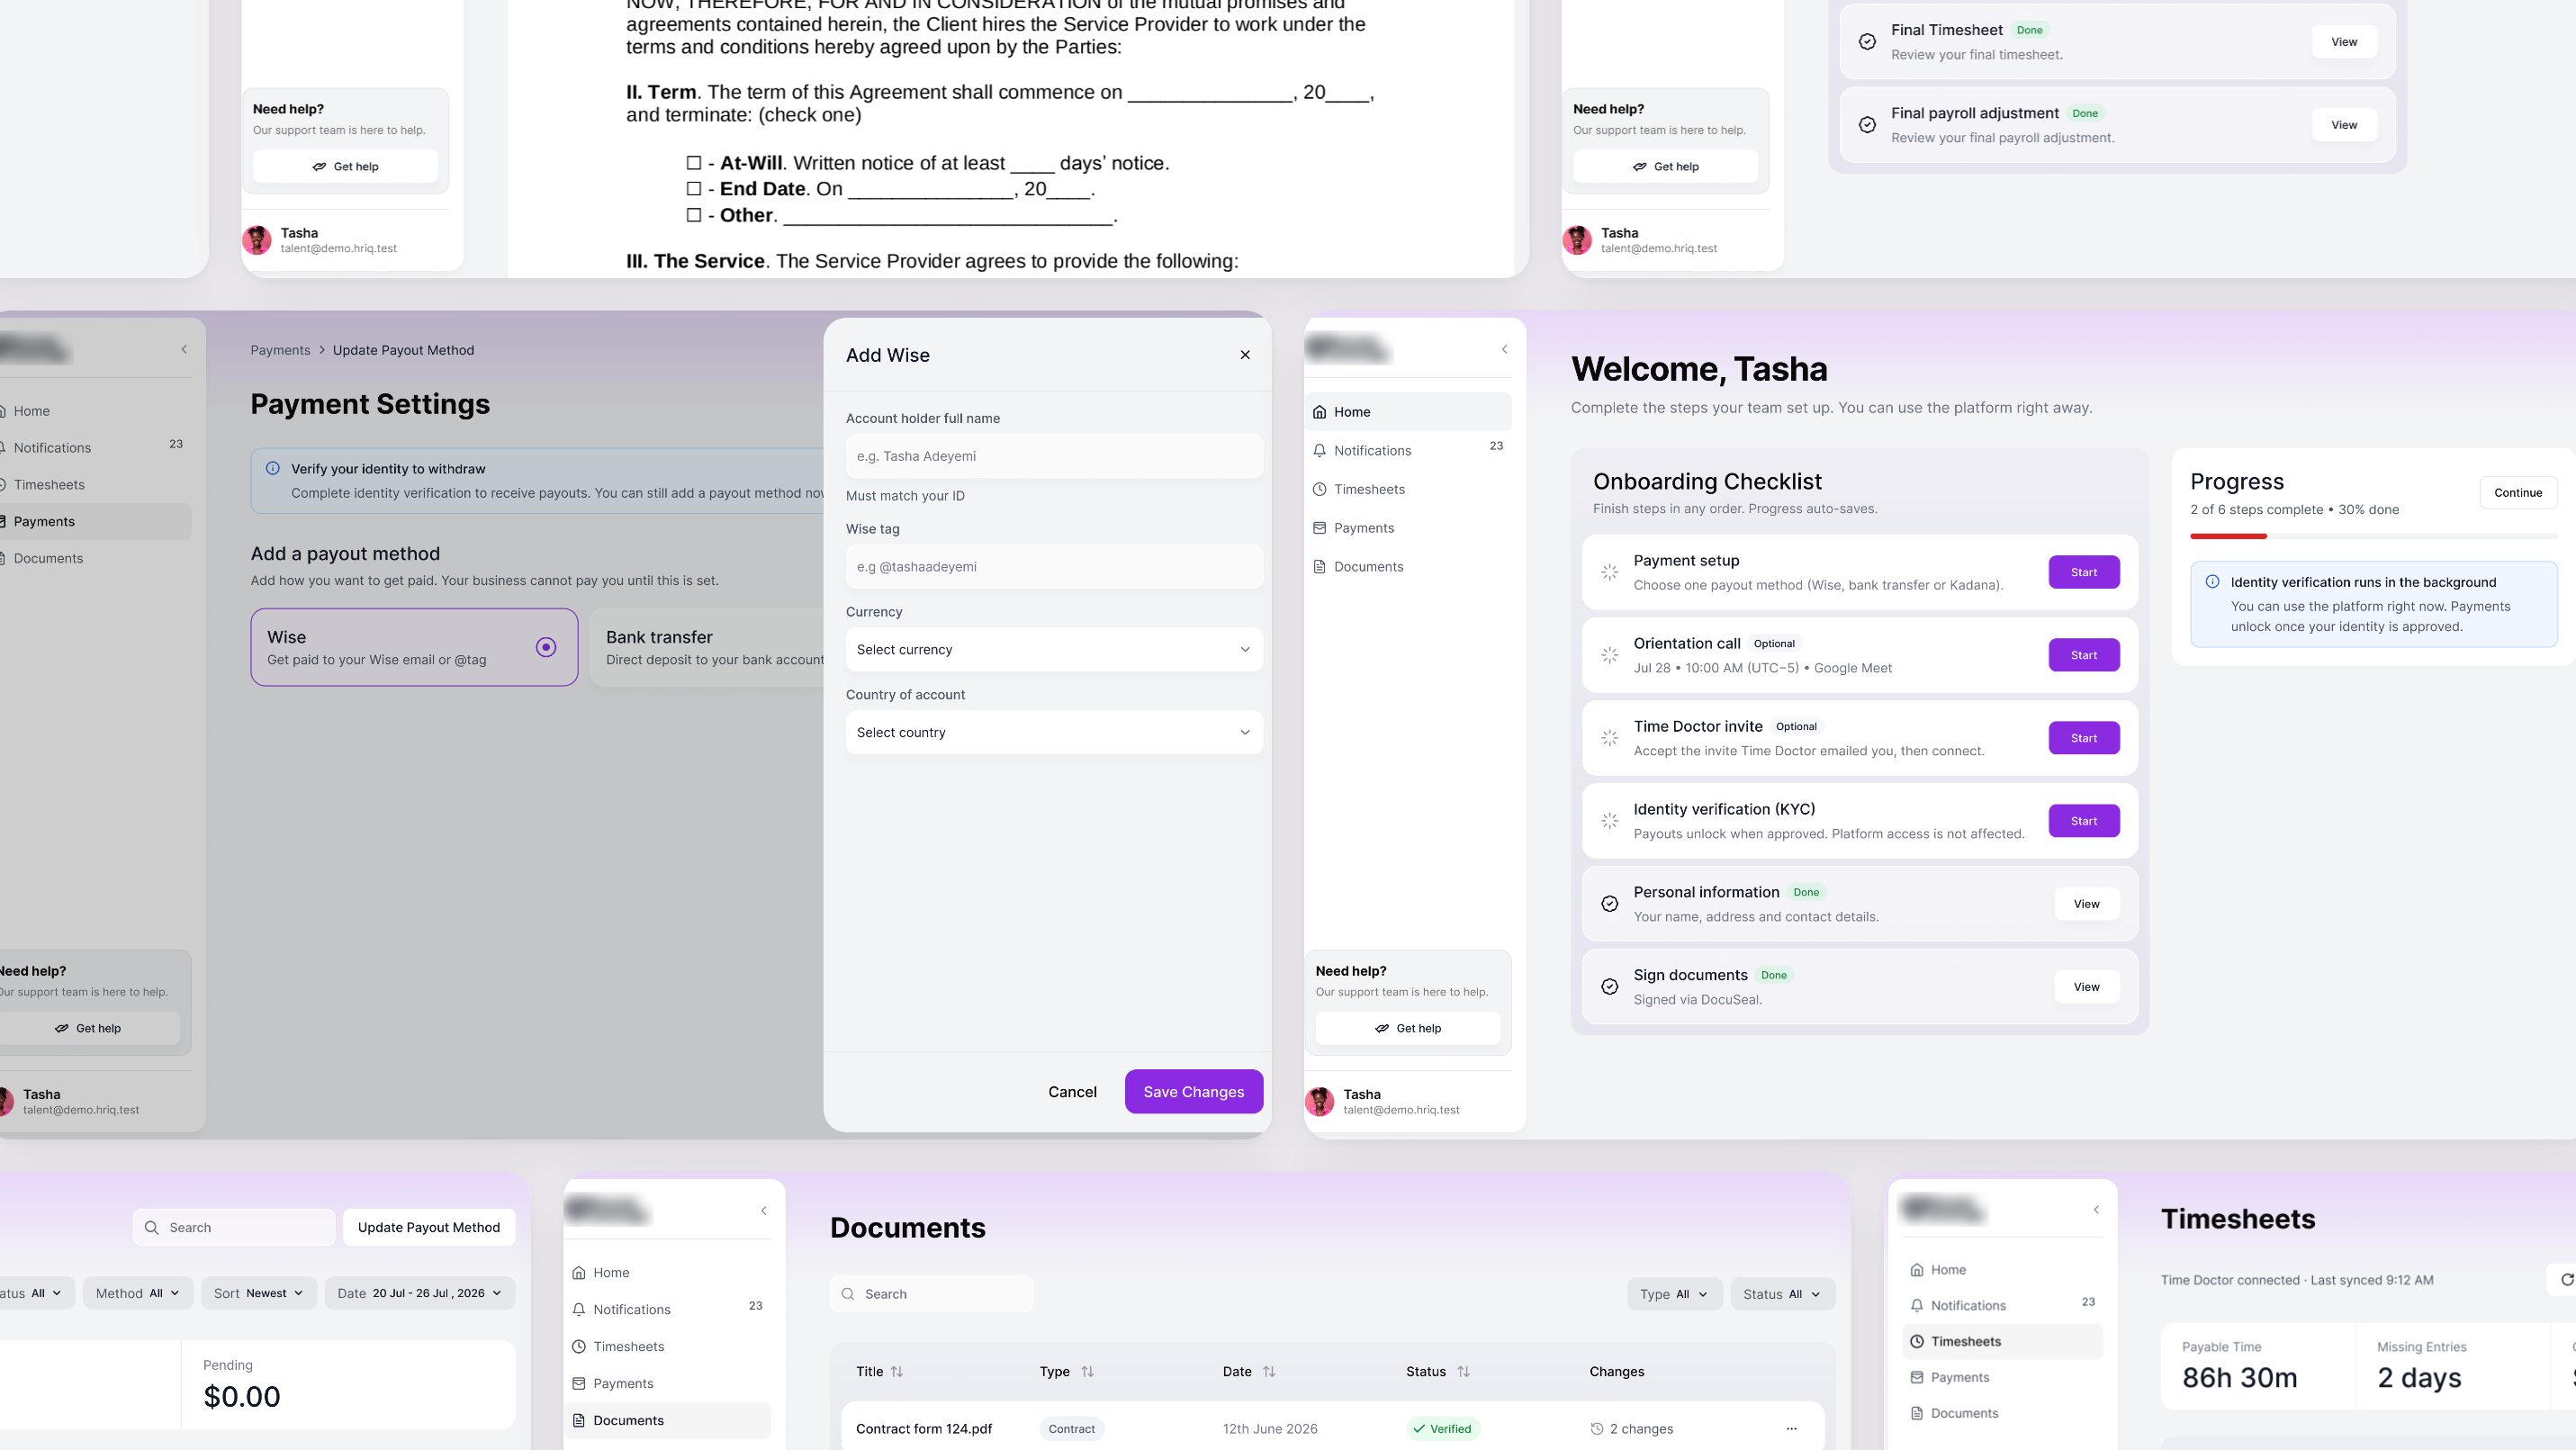 NOW, THEREFORE, FOR AND IN CONSIDERATION of the mutual promises and
agreements contained herein, the Client hires the Service Provider to work under the
terms and conditions hereby agreed upon by the Parties:
II. Term. The term of this Agreement shall commence on _______________, 20____,
and terminate: (check one)
☐ - At-Will. Written notice of at least ____ days’ notice.
☐ - End Date. On _______________, 20____.
☐ - Other. ______________________________.
III. The Service. The Service Provider agrees to provide the following:
Need help?
Our support team is here to help.
Get help
Tasha
talent@demo.hriq.test
Final Timesheet Done
Review your final timesheet.
View
Final payroll adjustment Done
Review your final payroll adjustment.
View
Need help?
Our support team is here to help.
Get help
Tasha
talent@demo.hriq.test
Home
Notifications 23
Timesheets
Payments
Documents
Need help?
Our support team is here to help.
Get help
Tasha
talent@demo.hriq.test
Payments > Update Payout Method
Payment Settings
Verify your identity to withdraw
Complete identity verification to receive payouts. You can still add a payout method now
Add a payout method
Add how you want to get paid. Your business cannot pay you until this is set.
Wise
Get paid to your Wise email or @tag
Bank transfer
Direct deposit to your bank account
Add Wise
Account holder full name
e.g. Tasha Adeyemi
Must match your ID
Wise tag
e.g @tashaadeyemi
Currency
Select currency
Country of account
Select country
Cancel
Save Changes
Home
Notifications 23
Timesheets
Payments
Documents
Need help?
Our support team is here to help.
Get help
Tasha
talent@demo.hriq.test
Welcome, Tasha
Complete the steps your team set up. You can use the platform right away.
Onboarding Checklist
Finish steps in any order. Progress auto-saves.
Payment setup
Choose one payout method (Wise, bank transfer or Kadana).
Start
Orientation call Optional
Jul 28 • 10:00 AM (UTC−5) • Google Meet
Start
Time Doctor invite Optional
Accept the invite Time Doctor emailed you, then connect.
Start
Identity verification (KYC)
Payouts unlock when approved. Platform access is not affected.
Start
Personal information Done
Your name, address and contact details.
View
Sign documents Done
Signed via DocuSeal.
View
Progress
2 of 6 steps complete • 30% done
Continue
Identity verification runs in the background
You can use the platform right now. Payments
unlock once your identity is approved.
Search
Update Payout Method
atus All
Method All
Sort Newest
Date 20 Jul - 26 Jul , 2026
Pending
$0.00
Home
Notifications 23
Timesheets
Payments
Documents
Documents
Search
Type All
Status All
Title
Type
Date
Status
Changes
Contract form 124.pdf
Contract
12th June 2026
Verified
2 changes
Home
Notifications 23
Timesheets
Payments
Documents
Timesheets
Time Doctor connected · Last synced 9:12 AM
Payable Time
86h 30m
Missing Entries
2 days